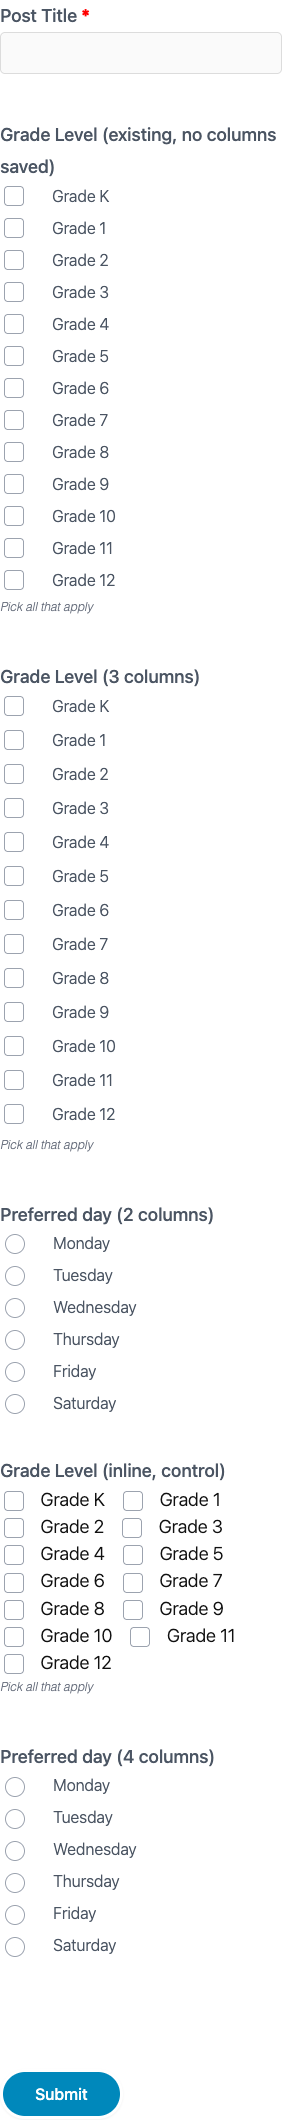 Post Title *
Grade Level (existing, no columns
saved)
Grade K
Grade 1
Grade 2
Grade 3
Grade 4
Grade 5
Grade 6
Grade 7
Grade 8
Grade 9
Grade 10
Grade 11
Grade 12
Pick all that apply
Grade Level (3 columns)
Grade K
Grade 1
Grade 2
Grade 3
Grade 4
Grade 5
Grade 6
Grade 7
Grade 8
Grade 9
Grade 10
Grade 11
Grade 12
Pick all that apply
Preferred day (2 columns)
Monday
Tuesday
Wednesday
Thursday
Friday
Saturday
Grade Level (inline, control)
Grade K Grade 1
Grade 2 Grade 3
Grade 4 Grade 5
Grade 6 Grade 7
Grade 8 Grade 9
Grade 10 Grade 11
Grade 12
Pick all that apply
Preferred day (4 columns)
Monday
Tuesday
Wednesday
Thursday
Friday
Saturday
Submit